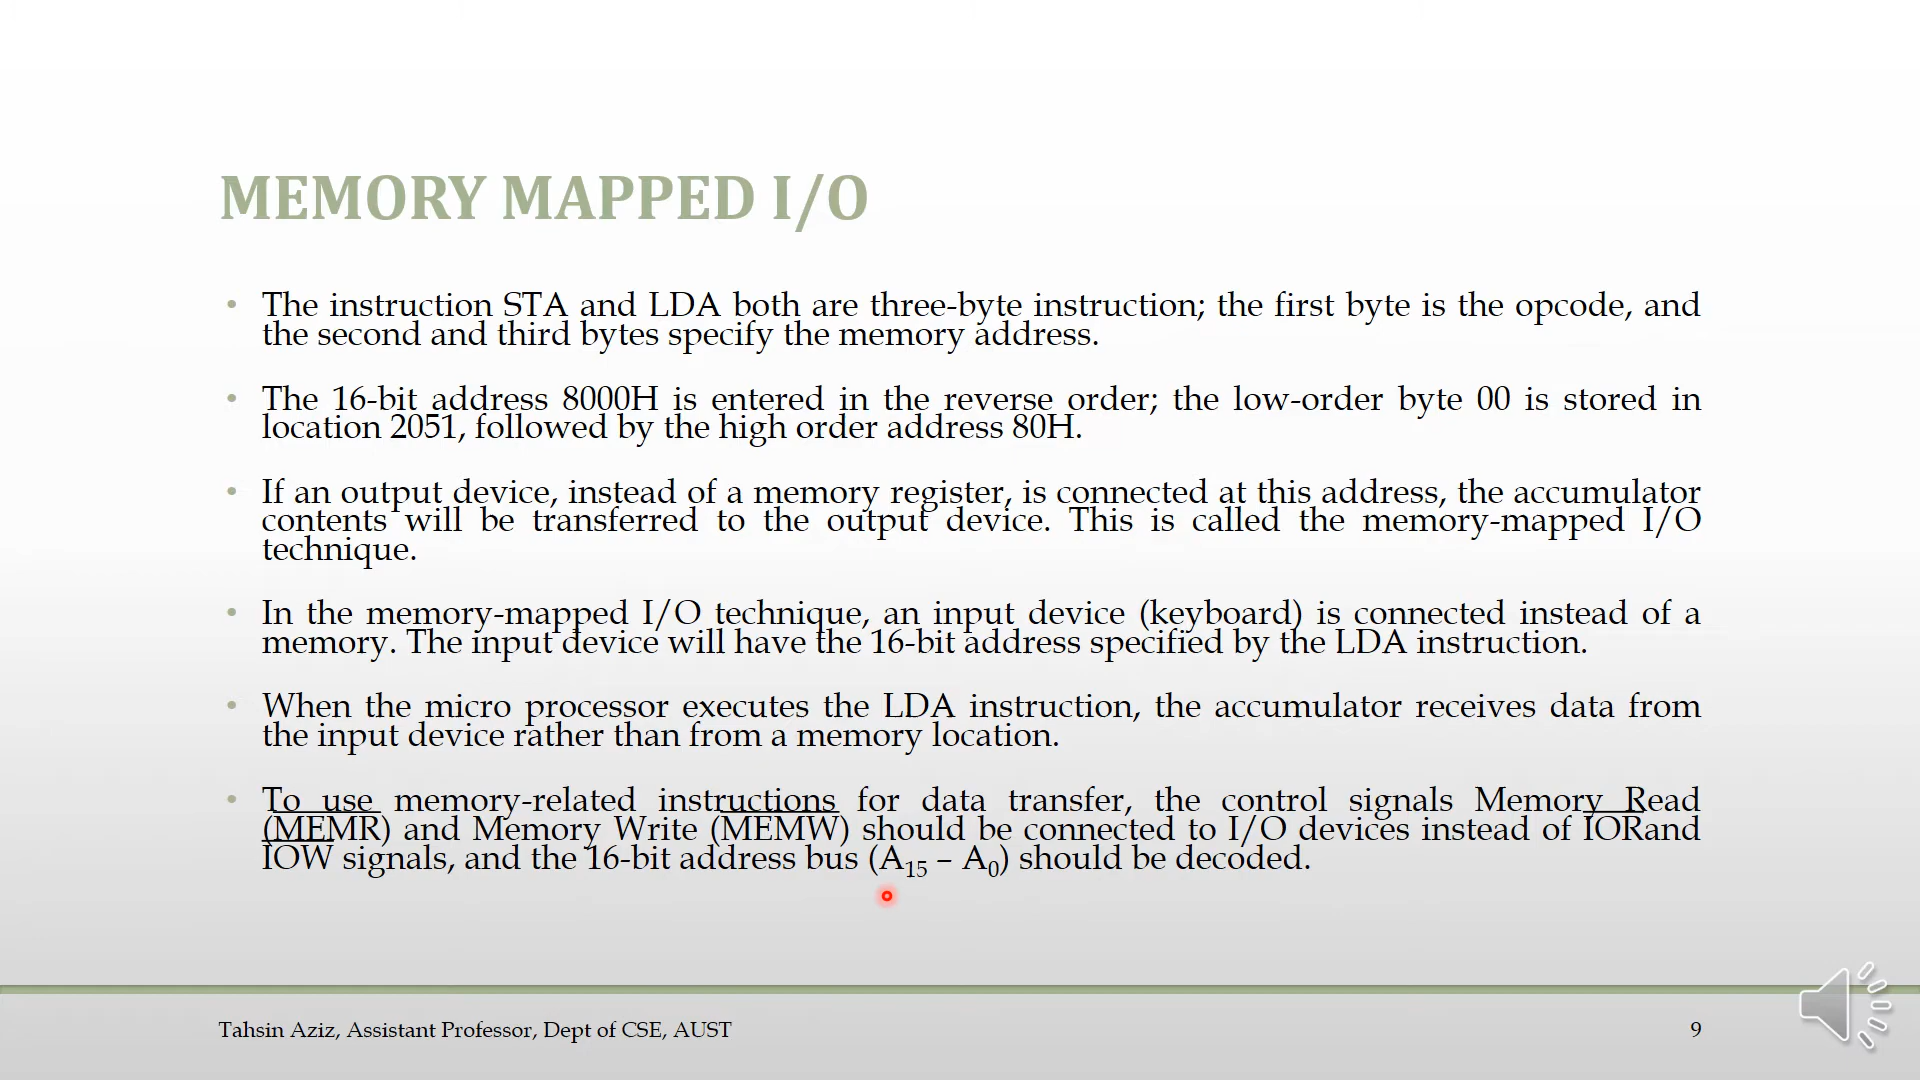 MEMORY MAPPED I/O
• The instruction STA and LDA both are three-byte instruction; the first byte is the opcode, and
the second and third bytes specify the memory address.
• The 16-bit address 8000H is entered in the reverse order; the low-order byte 00 is stored in
location 2051, followed by the high order address 80H.
• If an output device, instead of a memory register, is connected at this address, the accumulator
contents will be transferred to the output device. This is called the memory-mapped I/O
technique.
• In the memory-mapped I/O technique, an input device (keyboard) is connected instead of a
memory. The input device will have the 16-bit address specified by the LDA instruction.
• When the micro processor executes the LDA instruction, the accumulator receives data from
the input device rather than from a memory location.
• To use memory-related instructions for data transfer, the control signals Memory Read
(M̅E̅M̅R̅) and Memory Write (M̅E̅M̅W̅) should be connected to I/O devices instead of I̅O̅R̅and
I̅O̅W̅ signals, and the 16-bit address bus (A₁₅ – A₀) should be decoded.
Tahsin Aziz, Assistant Professor, Dept of CSE, AUST
9